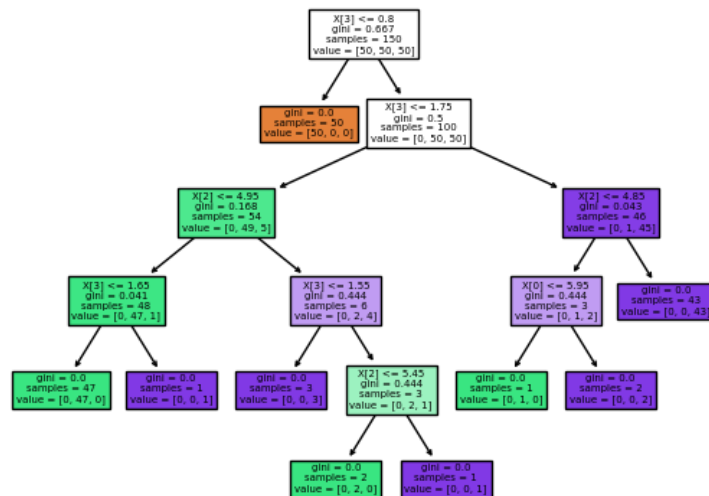 X[3] <= 0.8
gini = 0.667
samples = 150
value = [50, 50, 50]
gini = 0.0
samples = 50
value = [50, 0, 0]
X[3] <= 1.75
gini = 0.5
samples = 100
value = [0, 50, 50]
X[2] <= 4.95
gini = 0.168
samples = 54
value = [0, 49, 5]
X[2] <= 4.85
gini = 0.043
samples = 46
value = [0, 1, 45]
X[3] <= 1.65
gini = 0.041
samples = 48
value = [0, 47, 1]
X[3] <= 1.55
gini = 0.444
samples = 6
value = [0, 2, 4]
X[0] <= 5.95
gini = 0.444
samples = 3
value = [0, 1, 2]
gini = 0.0
samples = 43
value = [0, 0, 43]
gini = 0.0
samples = 47
value = [0, 47, 0]
gini = 0.0
samples = 1
value = [0, 0, 1]
gini = 0.0
samples = 3
value = [0, 0, 3]
X[2] <= 5.45
gini = 0.444
samples = 3
value = [0, 2, 1]
gini = 0.0
samples = 1
value = [0, 1, 0]
gini = 0.0
samples = 2
value = [0, 0, 2]
gini = 0.0
samples = 2
value = [0, 2, 0]
gini = 0.0
samples = 1
value = [0, 0, 1]